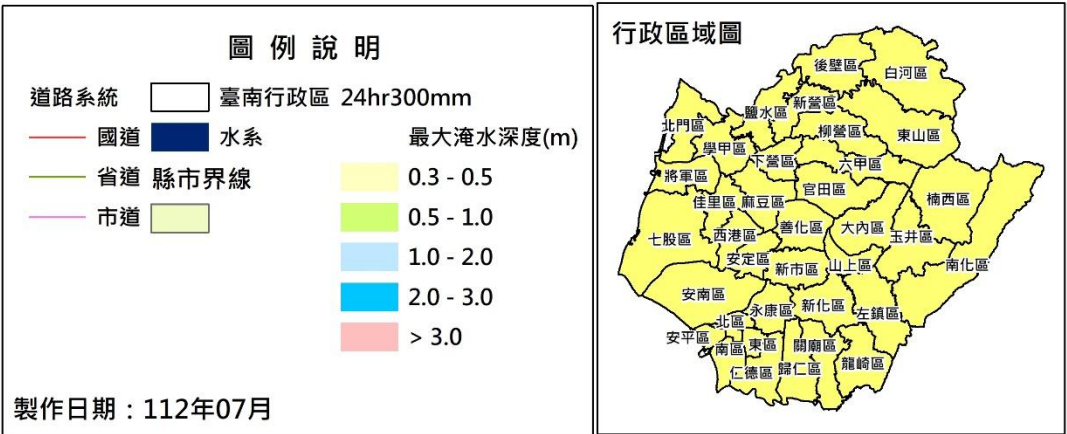 圖例說明
道路系統 臺南行政區 24hr300mm
國道 水系 最大淹水深度(m)
省道 縣市界線 0.3 - 0.5
市道 0.5 - 1.0
1.0 - 2.0
2.0 - 3.0
> 3.0
製作日期：112年07月
行政區域圖
後壁區
白河區
新營區
鹽水區
北門區
柳營區
東山區
學甲區
下營區
六甲區
將軍區
官田區
楠西區
佳里區
麻豆區
七股區
西港區
善化區
大內區
玉井區
安定區
新市區
山上區
南化區
安南區
永康區
新化區
左鎮區
北區
安平區
南區
東區
關廟區
仁德區
歸仁區
龍崎區